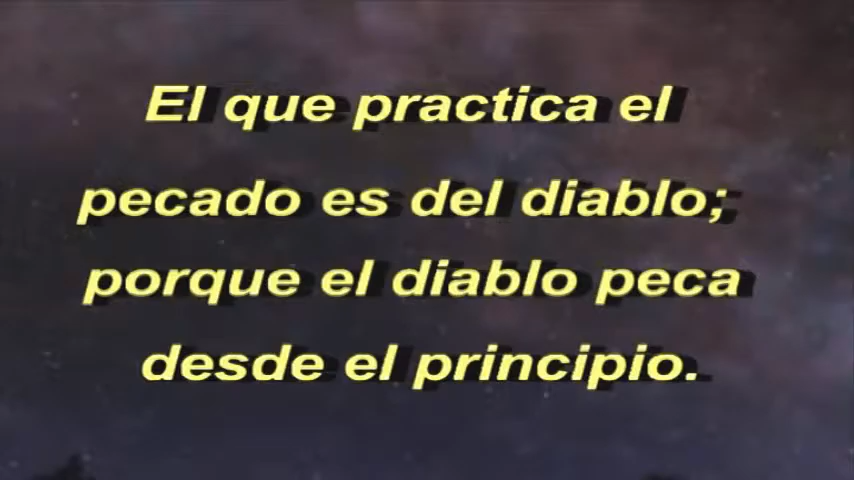 El que practica el
pecado es del diablo;
porque el diablo peca
desde el principio.